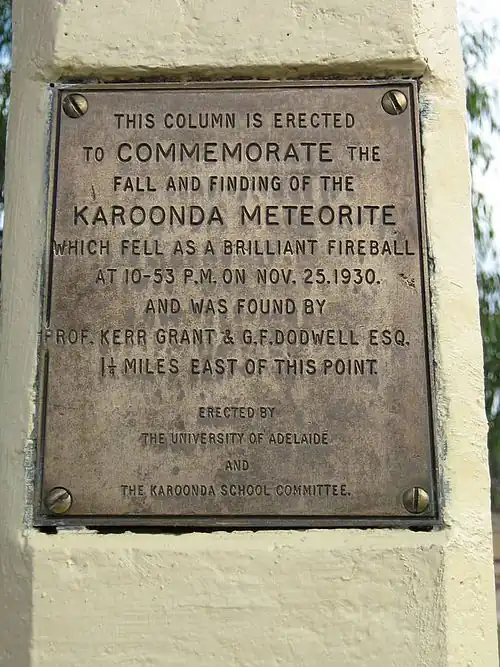 THIS COLUMN IS ERECTED
TO COMMEMORATE THE
FALL AND FINDING OF THE
KAROONDA METEORITE
WHICH FELL AS A BRILLIANT FIREBALL
AT 10-53 P.M. ON NOV. 25.1930.
AND WAS FOUND BY
PROF. KERR GRANT & G.F. DODWELL ESQ.
1¼ MILES EAST OF THIS POINT.
ERECTED BY
THE UNIVERSITY OF ADELAIDE
AND
THE KAROONDA SCHOOL COMMITTEE.